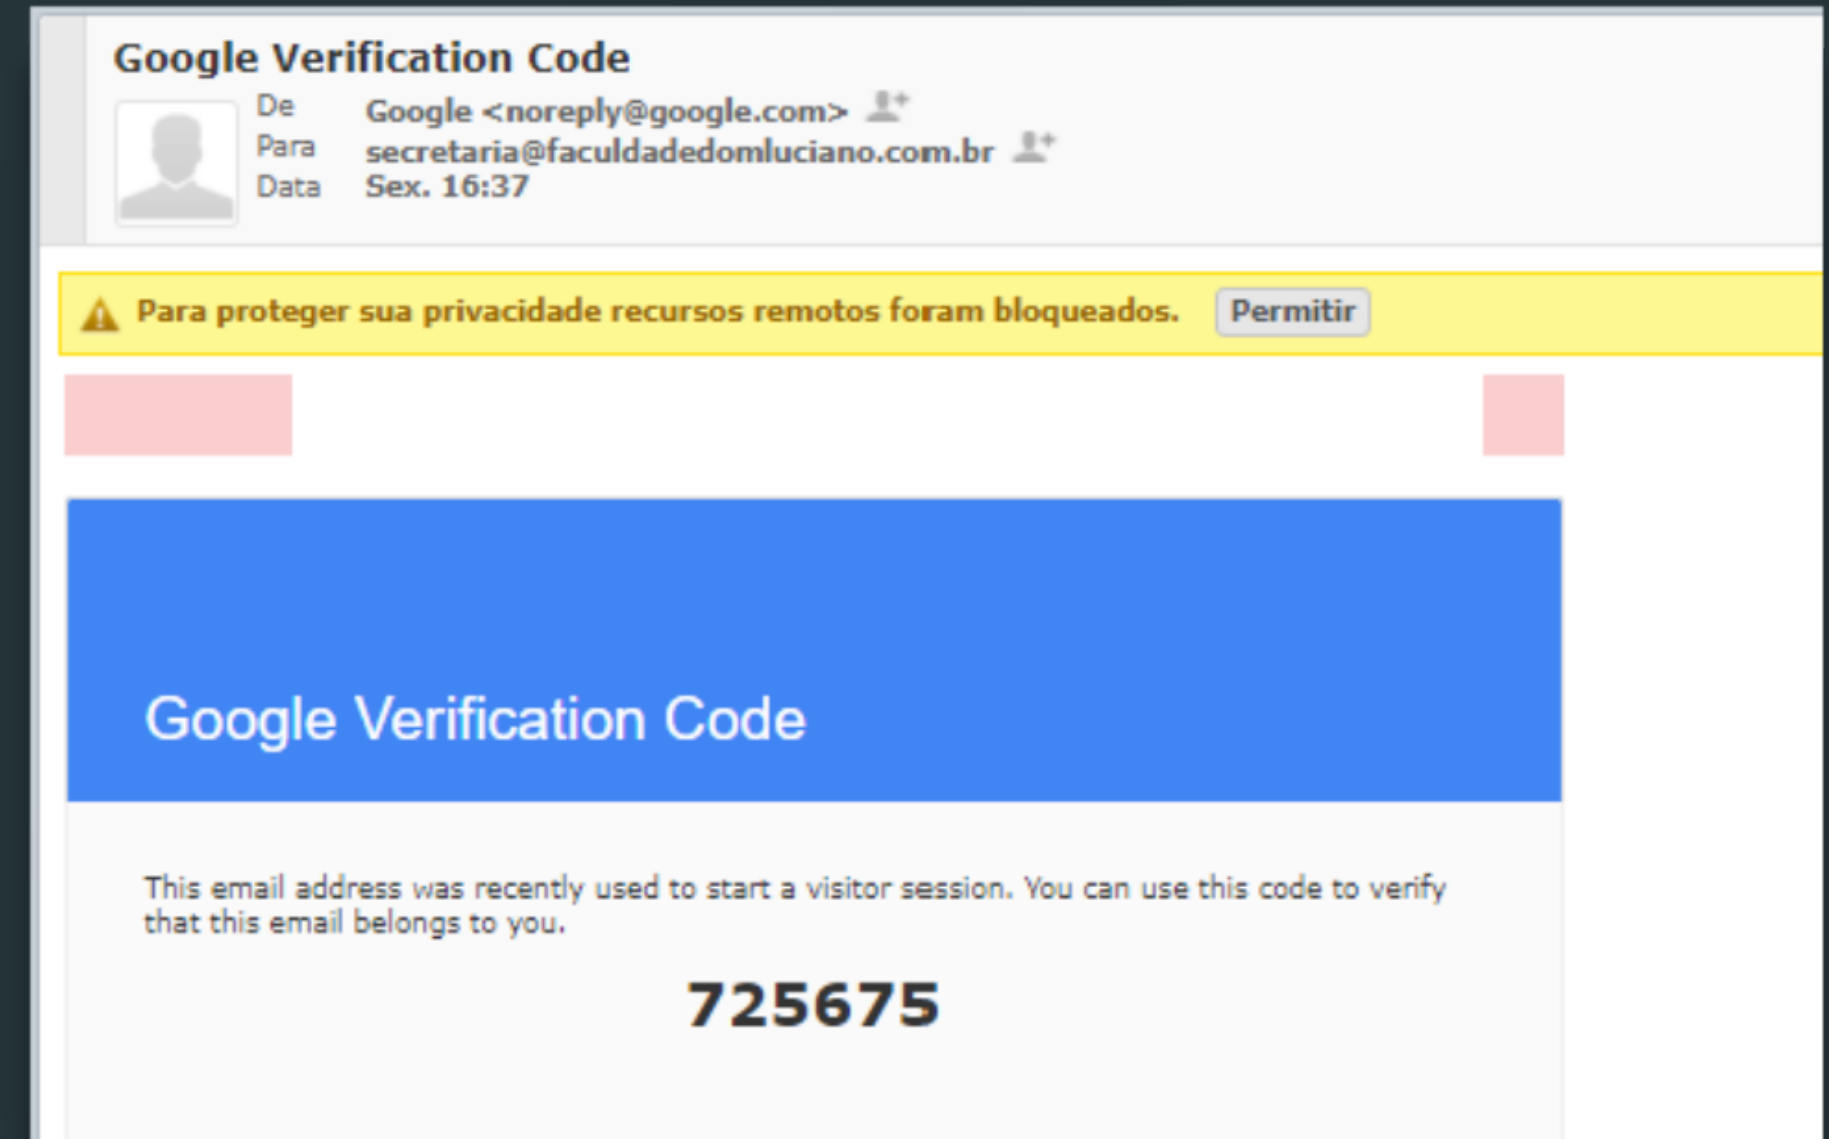 Google Verification Code
De Google <noreply@google.com>
Para secretaria@faculdadedomluciano.com.br
Data Sex. 16:37
Para proteger sua privacidade recursos remotos foram bloqueados. Permitir
Google Verification Code
This email address was recently used to start a visitor session. You can use this code to verify
that this email belongs to you.
725675